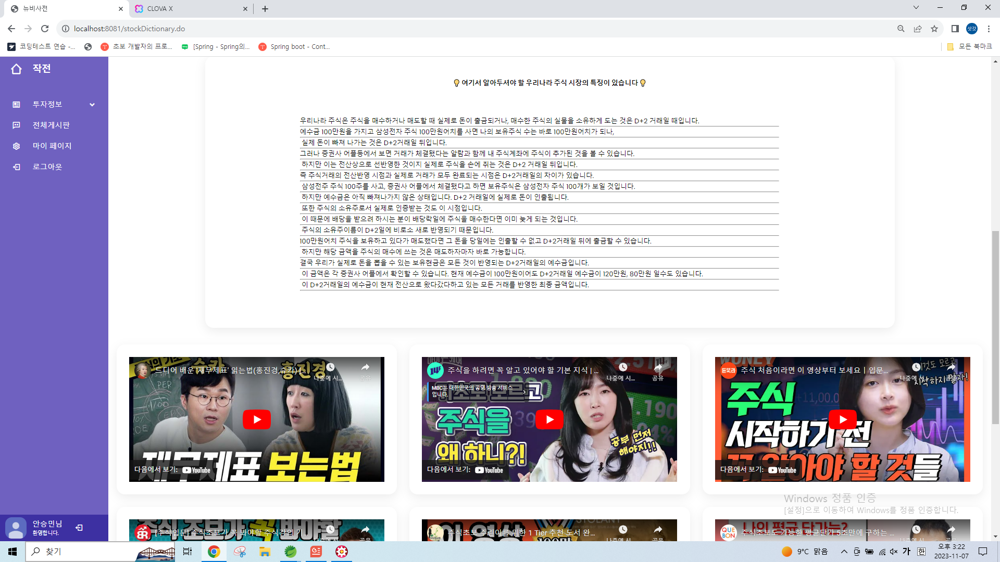 뉴비사전
CLOVA X
localhost:8081/stockDictionary.do
삿갓
코딩테스트 연습 -...
초보 개발자의 프로...
[Spring - Spring의...
Spring boot - Cont...
모든 북마크
작전
투자정보
전체게시판
마이 페이지
로그아웃
여기서 알아두셔야 할 우리나라 주식 시장의 특징이 있습니다
우리나라 주식은 주식을 매수하거나 매도할 때 실제로 돈이 출금되거나, 매수한 주식의 실물을 소유하게 도는 것은 D+2 거래일 때입니다.
예수금 100만원을 가지고 삼성전자 주식 100만원어치를 사면 나의 보유주식 수는 바로 100만원어치가 되나,
실제 돈이 빠져 나가는 것은 D+2거래일 뒤입니다.
그러나 증권사 어플등에서 보면 거래가 체결됐다는 알람과 함께 내 주식계좌에 주식이 추가된 것을 볼 수 있습니다.
하지만 이는 전산상으로 선반영한 것이지 실제로 주식을 손에 쥐는 것은 D+2 거래일 뒤입니다.
즉 주식거래의 전산반영 시점과 실제로 거래가 모두 완료되는 시점은 D+2거래일의 차이가 있습니다.
삼성전주 주식 100주를 사고, 증권사 어플에서 체결됐다고 하면 보유주식은 삼성전자 주식 100개가 보일 것입니다.
하지만 예수금은 아직 빠져나가지 않은 상태입니다. D+2 거래일에 실제로 돈이 인출됩니다.
또한 주식의 소유주로서 실제로 인증받는 것도 이 시점입니다.
이 때문에 배당을 받으려 하시는 분이 배당락일에 주식을 매수한다면 이미 늦게 되는 것입니다.
주식의 소유주이름이 D+2일에 비로소 새로 반영되기 때문입니다.
100만원어치 주식을 보유하고 있다가 매도했다면 그 돈을 당일에는 인출할 수 없고 D+2거래일 뒤에 출금할 수 있습니다.
하지만 해당 금액을 주식의 매수에 쓰는 것은 매도하자마자 바로 가능합니다.
결국 우리가 실제로 돈을 뽑을 수 있는 보유현금은 모든 것이 반영되는 D+2거래일의 예수금입니다.
이 금액은 각 증권사 어플에서 확인할 수 있습니다. 현재 예수금이 100만원이어도 D+2거래일 예수금이 120만원, 80만원 일수도 있습니다.
이 D+2거래일의 예수금이 현재 전산으로 왔다갔다하고 있는 모든 거래를 반영한 최종 금액입니다.
드디어 배운 '재무제표' 읽는법(홍진경,슈카) [...
나중에 시...
공유
슈카
홍진경
PER
재무제표 보는법
다음에서 보기: YouTube
14F
주식을 하려면 꼭 알고 있어야 할 기본 지식 | ...
나중에 시...
공유
MBC는 대한민국의 공영 방송 서비스
입니다.
기초도 모르고
주식을
왜 하니?!
공부 먼저
해야지!!
다음에서 보기: YouTube
돈뜨라
주식 처음이라면 이 영상부터 보세요ㅣ입문...
나중에 시...
공유
주식
시작하기 전
꼭 알아야 할 것들
다음에서 보기: YouTube
Windows 정품 인증
[설정]으로 이동하여 Windows를 정품 인증합니다.
주식 초보가 꼭 봐야할
[주식입문] 주식초보가 꼭 봐야할 주식강의 기...
주식초보 주린이를 위한 1 Tier 추천 도서 완...
나의 평균 단가는?
QUE
BON
주식초보도 가능한 평균단가 5초만에 구하는 ...
안승민님
환영합니다.
찾기
9°C 맑음
가
한
오후 3:22
2023-11-07